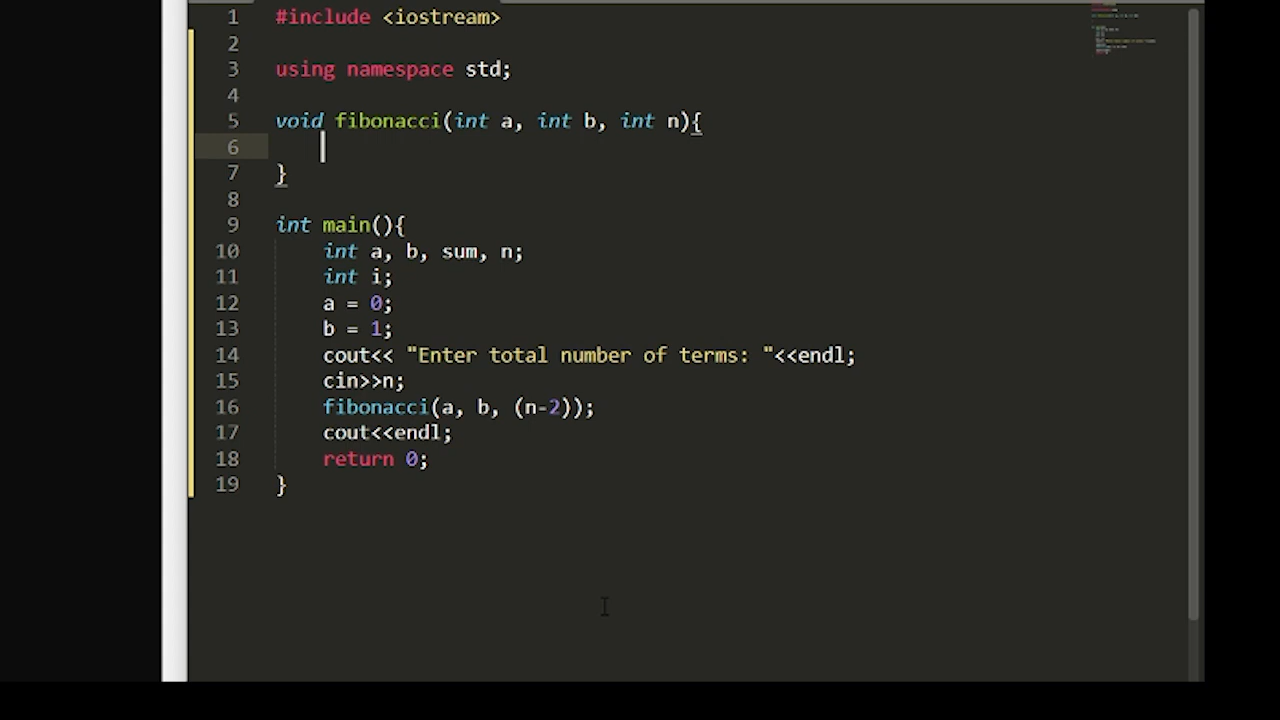 1 #include <iostream>
2
3 using namespace std;
4
5 void fibonacci(int a, int b, int n){
6
7 }
8
9 int main(){
10 int a, b, sum, n;
11 int i;
12 a = 0;
13 b = 1;
14 cout<< "Enter total number of terms: "<<endl;
15 cin>>n;
16 fibonacci(a, b, (n-2));
17 cout<<endl;
18 return 0;
19 }